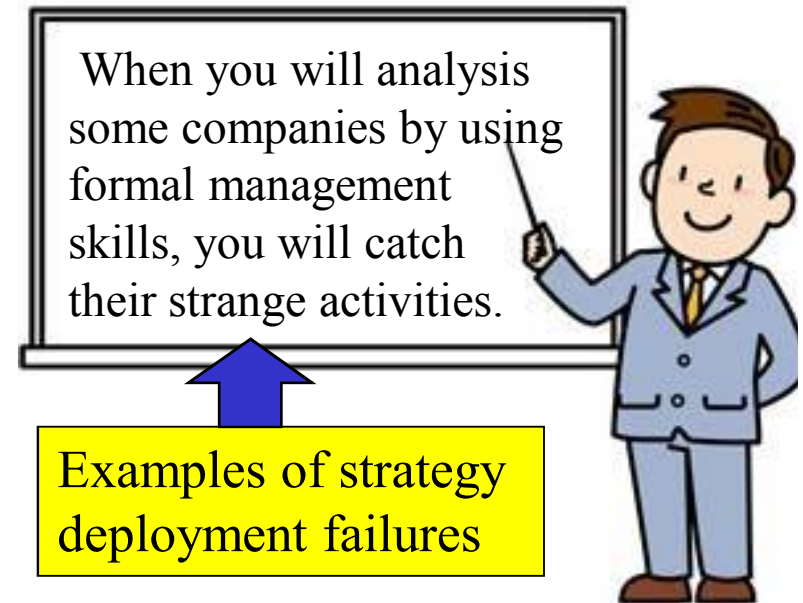 When you will analysis
some companies by using
formal management
skills, you will catch
their strange activities.
Examples of strategy
deployment failures